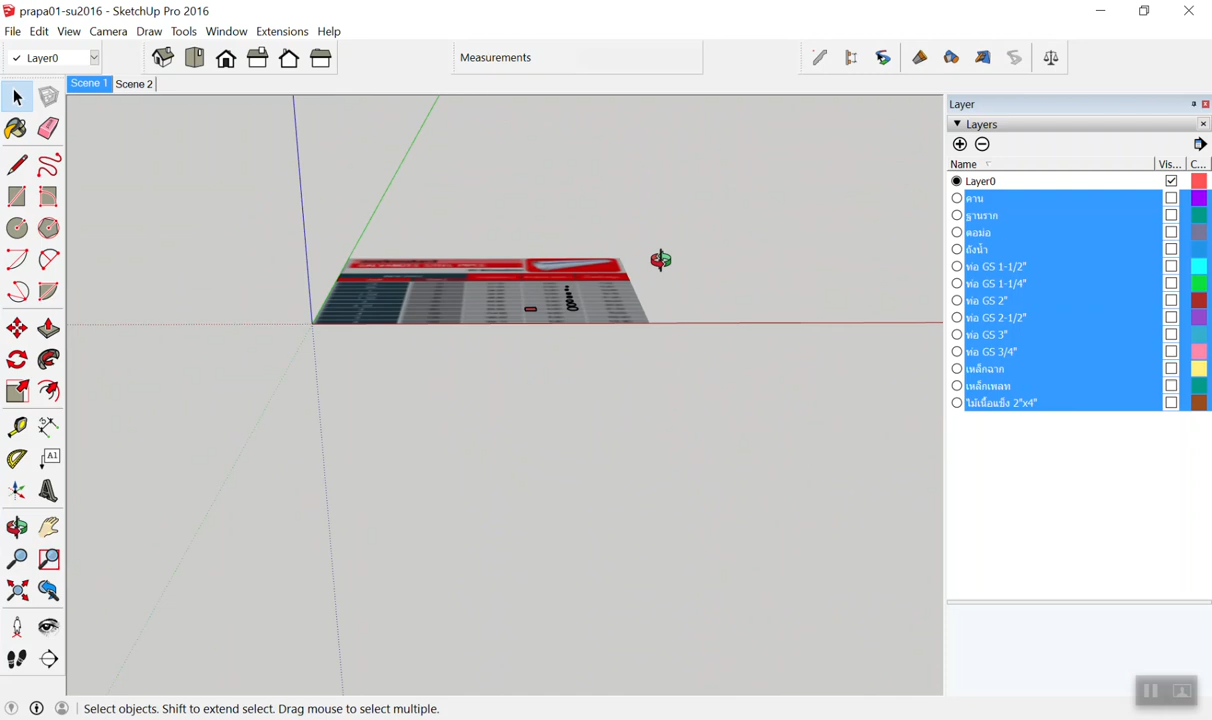 prapa01-su2016 - SketchUp Pro 2016
File Edit View Camera Draw Tools Window Extensions Help
Layer0
Measurements
Scene 1 Scene 2
Layer
Layers
Name Vis... C...
Layer0
คาน
ฐานราก
ตอม่อ
ถังน้ำ
ท่อ GS 1-1/2"
ท่อ GS 1-1/4"
ท่อ GS 2"
ท่อ GS 2-1/2"
ท่อ GS 3"
ท่อ GS 3/4"
เหล็กฉาก
เหล็กเพลท
ไม้เนื้อแข็ง 2"x4"
A1
Select objects. Shift to extend select. Drag mouse to select multiple.